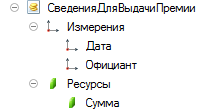 СведенияДляВыдачиПремии
Измерения
Дата
Официант
Ресурсы
Сумма